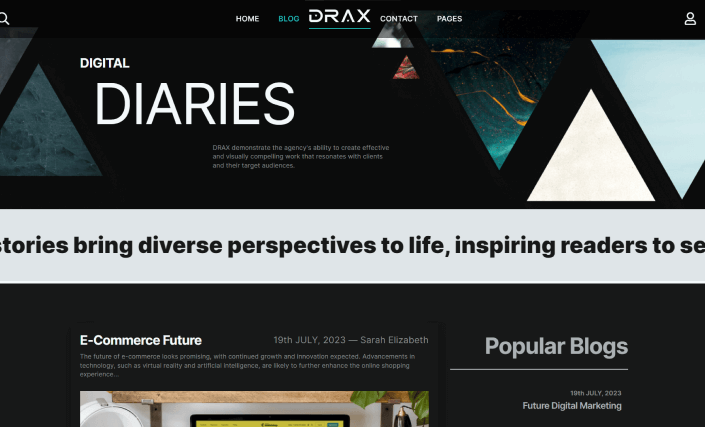 HOME
BLOG
DRAX
CONTACT
PAGES
DIGITAL
DIARIES
DRAX demonstrate the agency's ability to create effective
and visually compelling work that resonates with clients
and their target audiences.
stories bring diverse perspectives to life, inspiring readers to se
E-Commerce Future
19th JULY, 2023 — Sarah Elizabeth
The future of e-commerce looks promising, with continued growth and innovation expected. Advancements in
technology, such as virtual reality and artificial intelligence, are likely to further enhance the online shopping
experience...
Popular Blogs
19th JULY, 2023
Future Digital Marketing